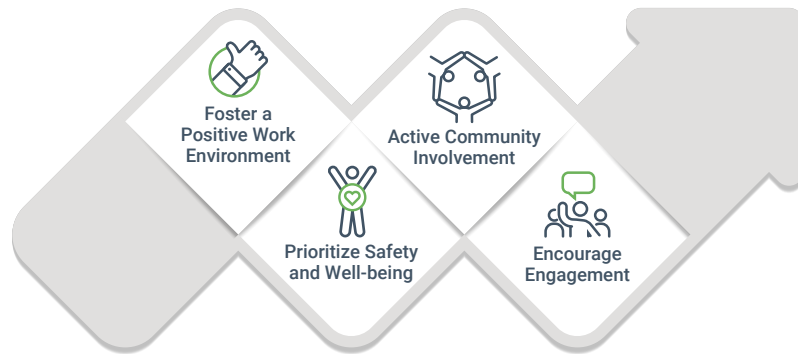 Foster a
Positive Work
Environment
Active Community
Involvement
Prioritize Safety
and Well-being
Encourage
Engagement